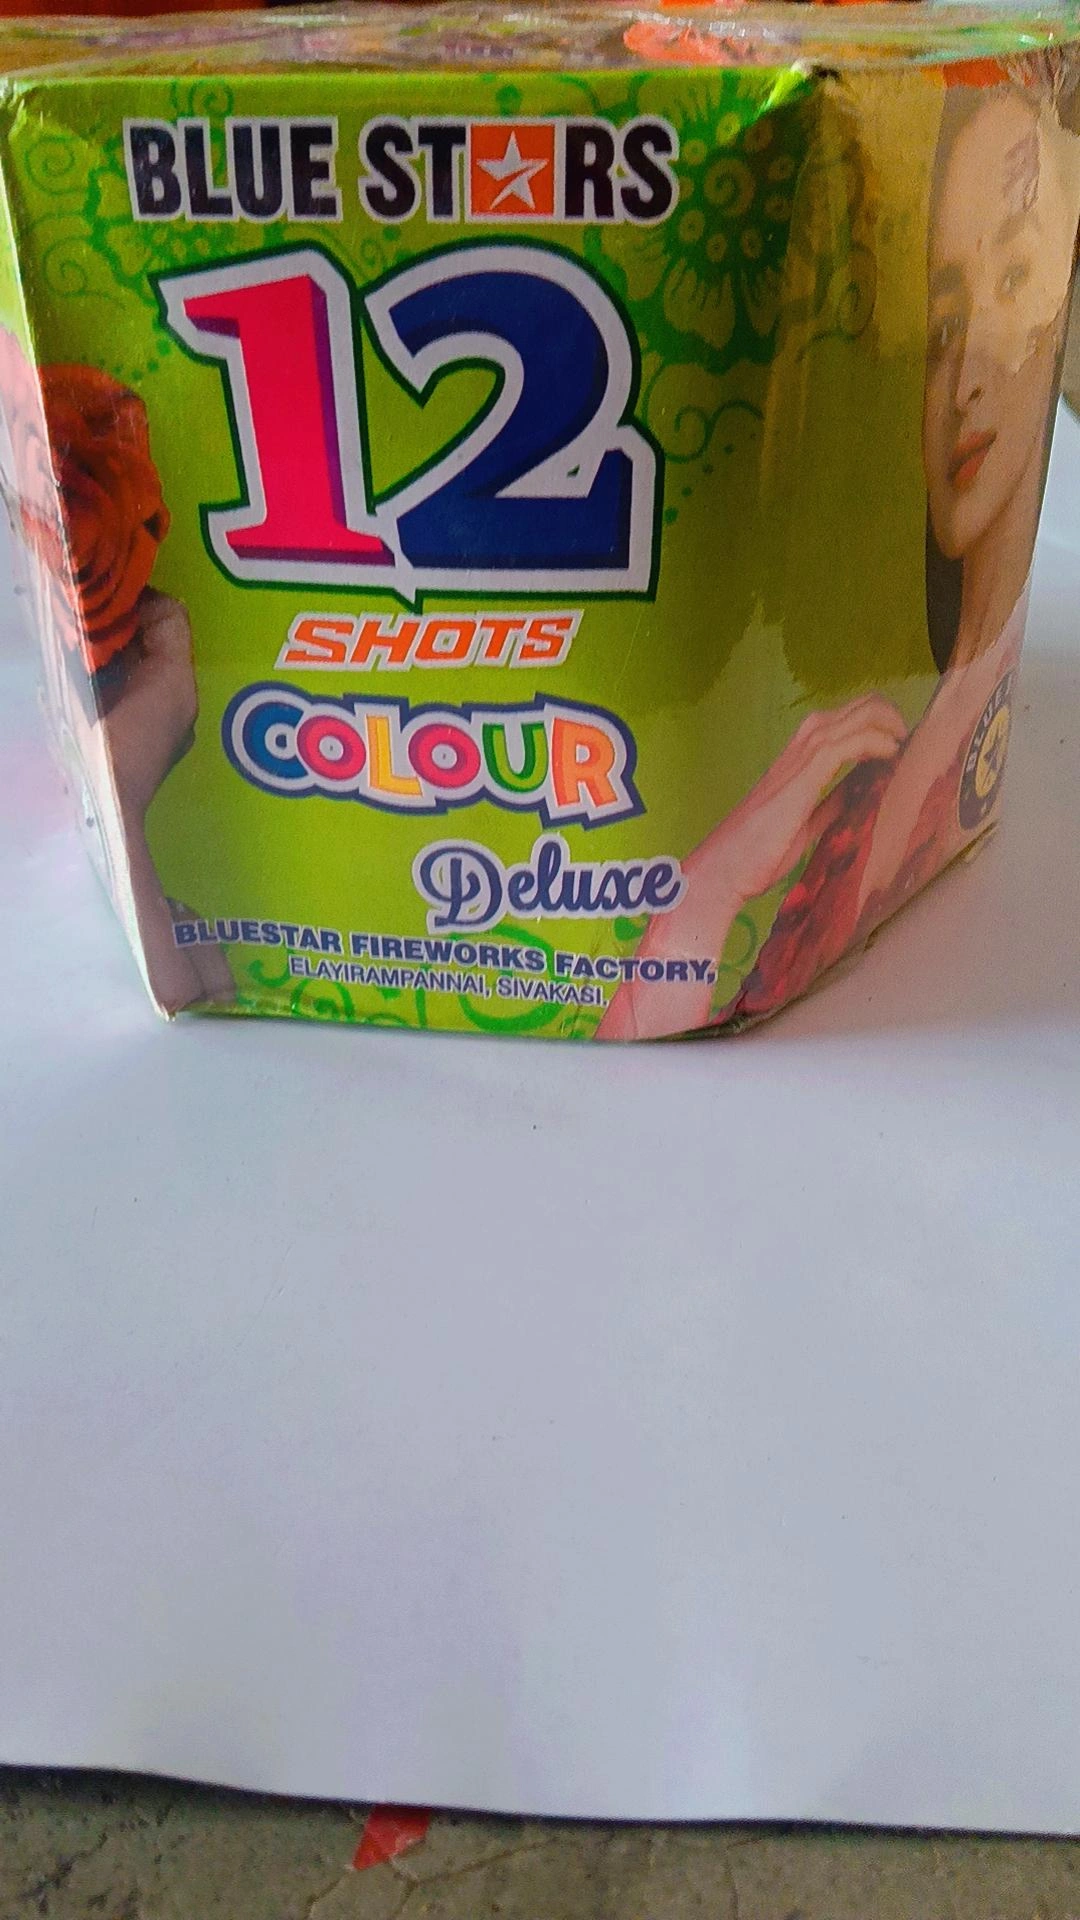 BLUE STARS
12
SHOTS
COLOUR
Deluxe
BLUESTAR FIREWORKS FACTORY,
ELAYIRAMPANNAI, SIVAKASI.